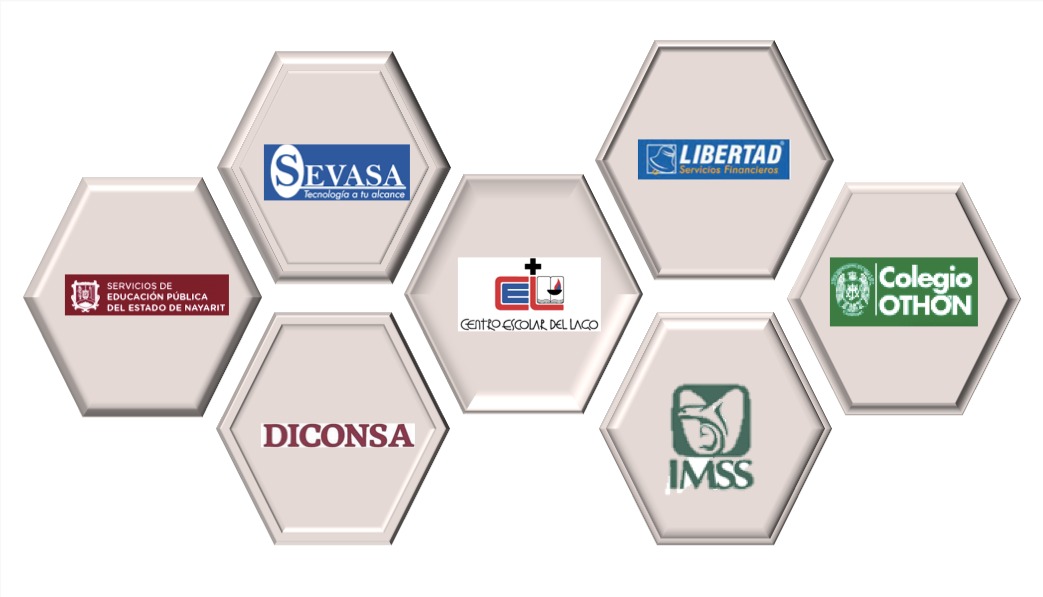 SEVASA
Tecnología a tu alcance
LIBERTAD
Servicios Financieros
SERVICIOS DE
EDUCACIÓN PÚBLICA
DEL ESTADO DE NAYARIT
CEL
CENTRO ESCOLAR DEL LAGO
Colegio
OTHÓN
DICONSA
IMSS